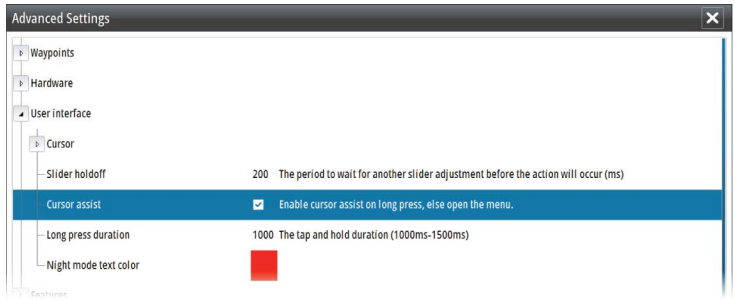 Advanced Settings
Waypoints
Hardware
User interface
Cursor
Slider holdoff 200 The period to wait for another slider adjustment before the action will occur (ms)
Cursor assist Enable cursor assist on long press, else open the menu.
Long press duration 1000 The tap and hold duration (1000ms-1500ms)
Night mode text color
Features